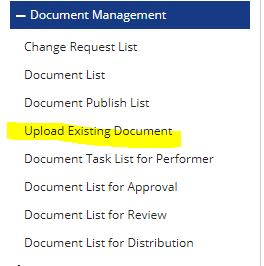 – Document Management
Change Request List
Document List
Document Publish List
Upload Existing Document
Document Task List for Performer
Document List for Approval
Document List for Review
Document List for Distribution